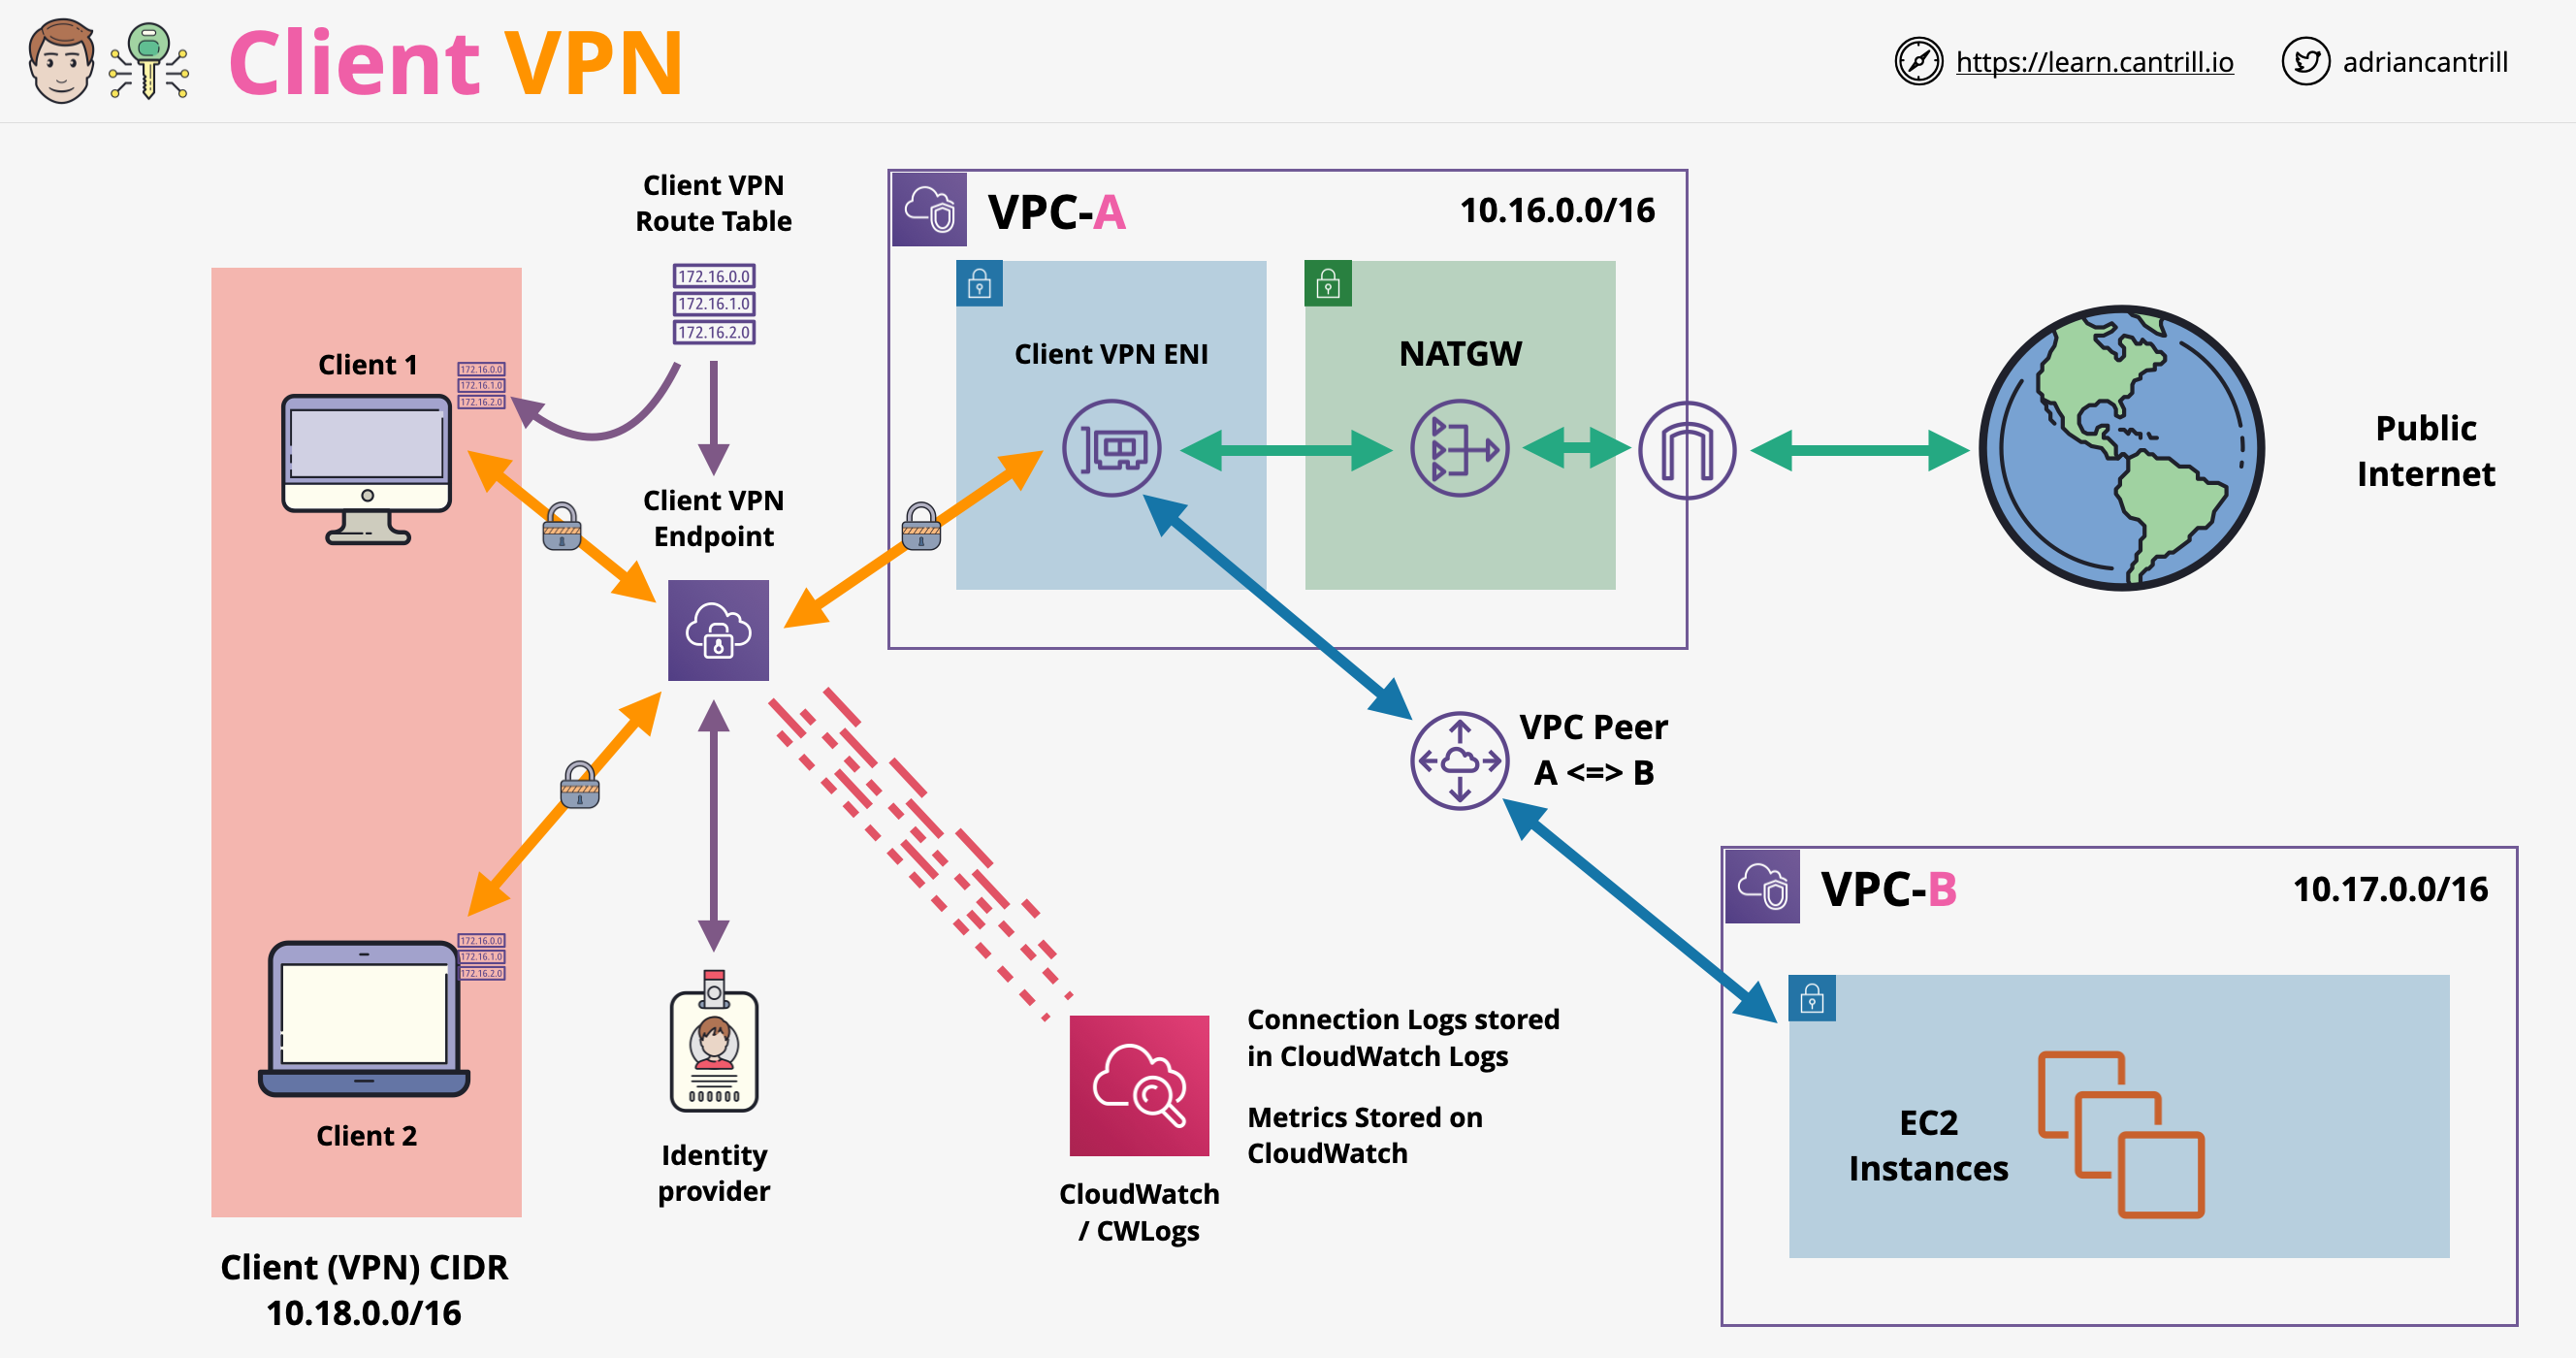 Client VPN
https://learn.cantrill.io
adriancantrill
Client VPN
Route Table
172.16.0.0
172.16.1.0
172.16.2.0
VPC-A
10.16.0.0/16
Client VPN ENI
NATGW
Public
Internet
Client 1
172.16.0.0
172.16.1.0
172.16.2.0
Client VPN
Endpoint
VPC Peer
A <=> B
VPC-B
10.17.0.0/16
EC2
Instances
172.16.0.0
172.16.1.0
172.16.2.0
Client 2
Identity
provider
Connection Logs stored
in CloudWatch Logs
Metrics Stored on
CloudWatch
CloudWatch
/ CWLogs
Client (VPN) CIDR
10.18.0.0/16